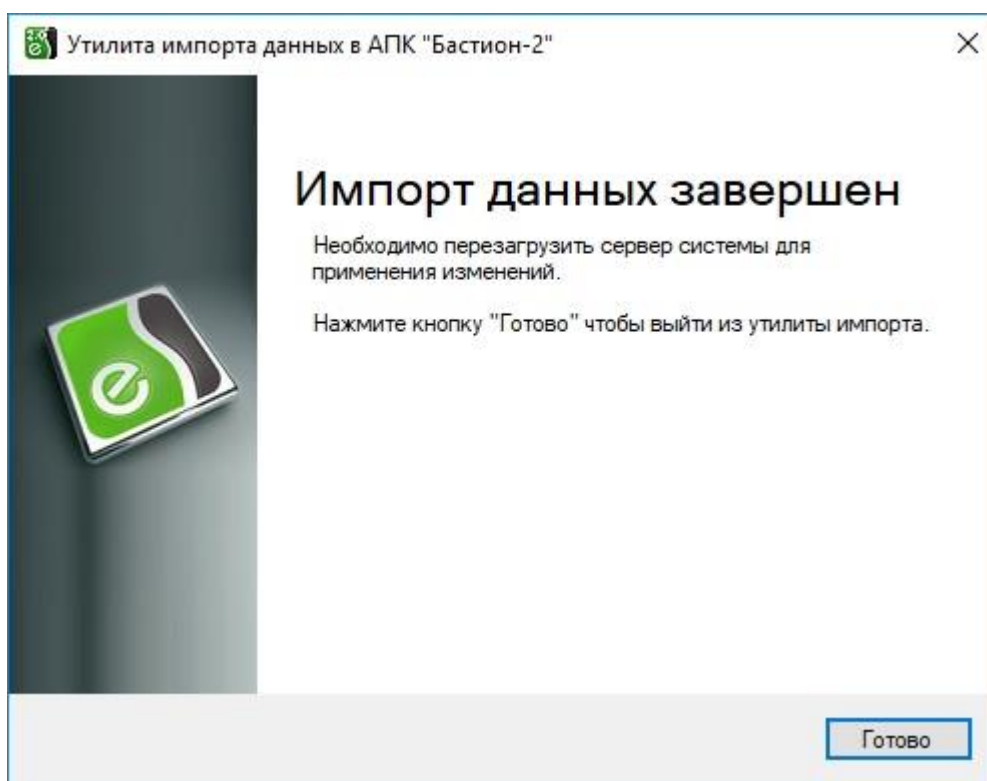 Утилита импорта данных в АПК "Бастион-2"
Импорт данных завершен
Необходимо перезагрузить сервер системы для
применения изменений.
Нажмите кнопку "Готово" чтобы выйти из утилиты импорта.
Готово